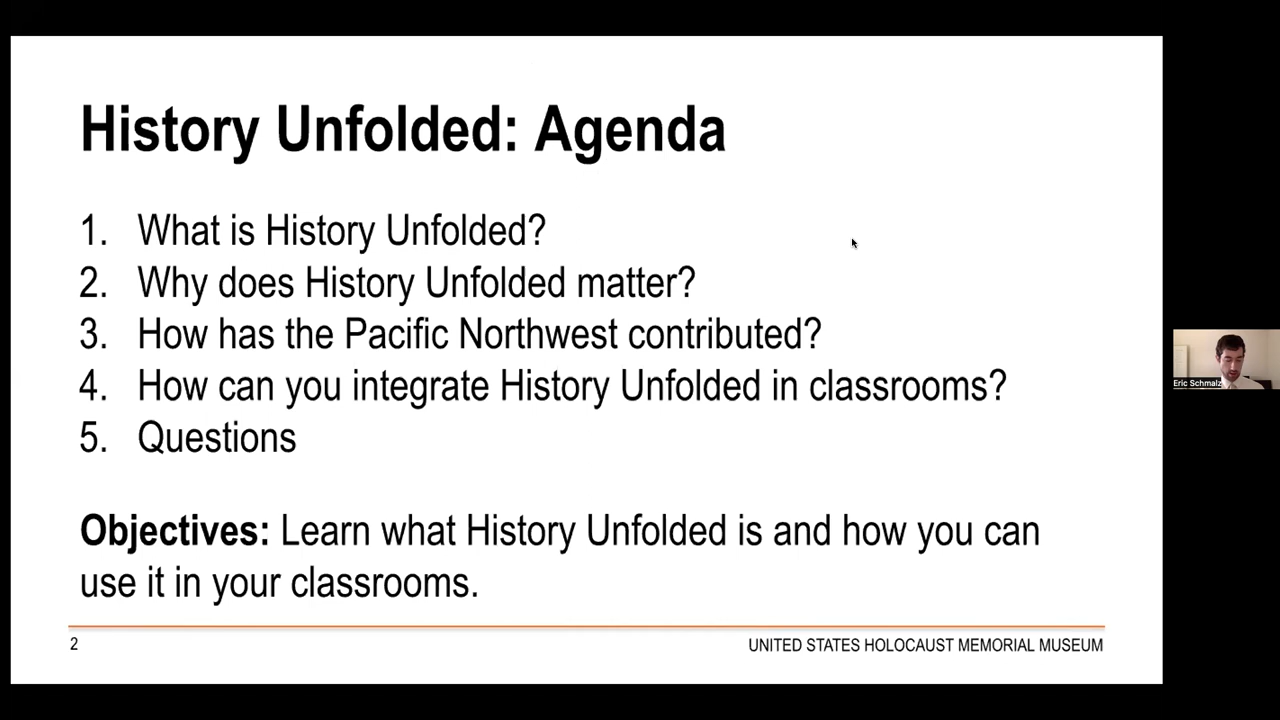 History Unfolded: Agenda
1. What is History Unfolded?
2. Why does History Unfolded matter?
3. How has the Pacific Northwest contributed?
4. How can you integrate History Unfolded in classrooms?
5. Questions
Objectives: Learn what History Unfolded is and how you can
use it in your classrooms.
2
UNITED STATES HOLOCAUST MEMORIAL MUSEUM
Eric Schmalz